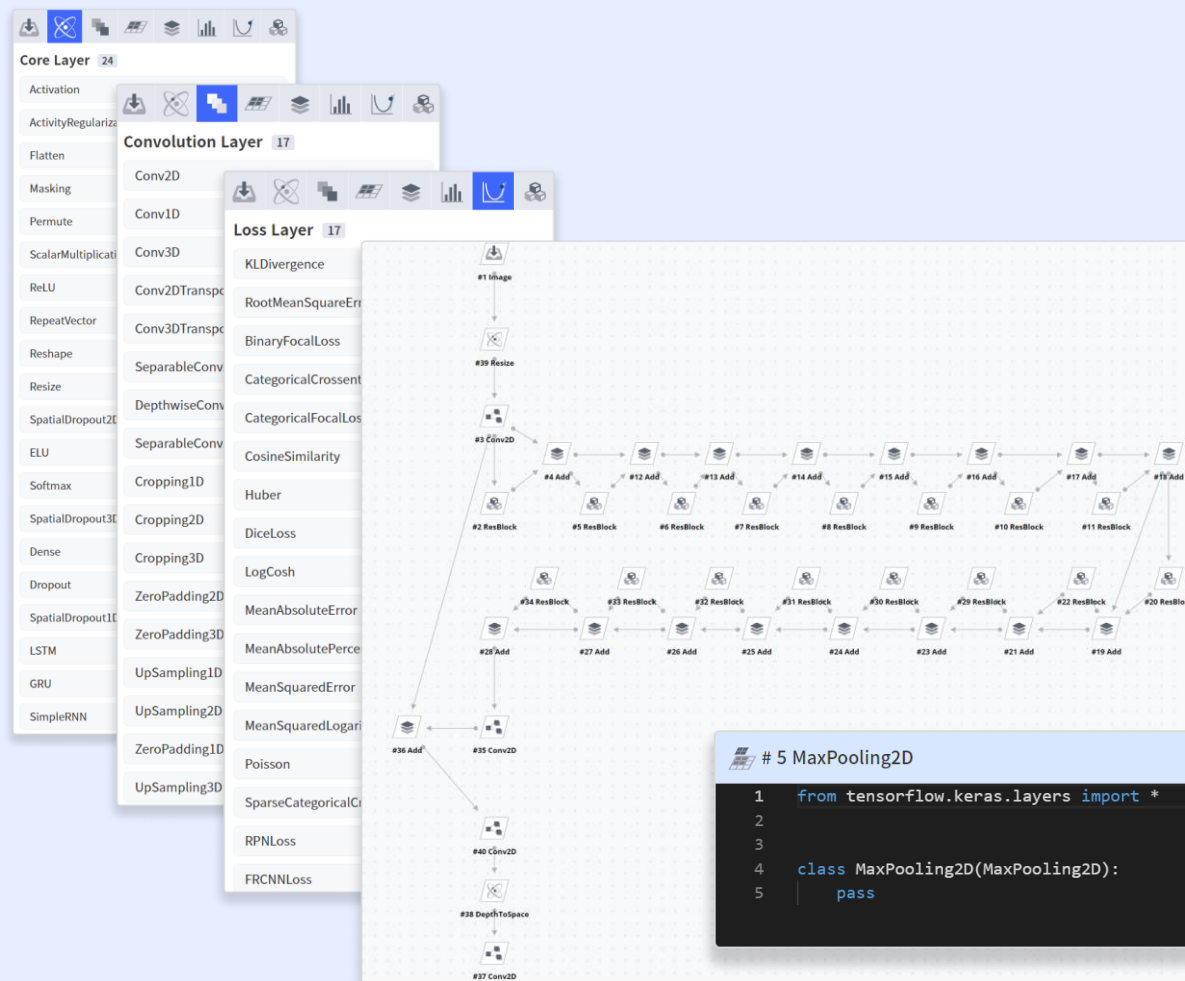 Core Layer 24
Activation
ActivityRegulariza
Flatten
Masking
Permute
ScalarMultiplicati
ReLU
RepeatVector
Reshape
Resize
SpatialDropout2D
ELU
Softmax
SpatialDropout3D
Dense
Dropout
SpatialDropout1D
LSTM
GRU
SimpleRNN
Convolution Layer 17
Conv2D
Conv1D
Conv3D
Conv2DTranspo
Conv3DTranspo
SeparableConv
DepthwiseConv
SeparableConv
Cropping1D
Cropping2D
Cropping3D
ZeroPadding2D
ZeroPadding3D
UpSampling1D
UpSampling2D
ZeroPadding1D
UpSampling3D
Loss Layer 17
KLDivergence
RootMeanSquareErr
BinaryFocalLoss
CategoricalCrossent
CategoricalFocalLos
CosineSimilarity
Huber
DiceLoss
LogCosh
MeanAbsoluteError
MeanAbsolutePerce
MeanSquaredError
MeanSquaredLogari
Poisson
SparseCategoricalCr
RPNLoss
FRCNNLoss
#1 Image
#39 Resize
#3 Conv2D
#4 Add #12 Add #13 Add #14 Add #15 Add #16 Add #17 Add #18 Add
#2 ResBlock #5 ResBlock #6 ResBlock #7 ResBlock #8 ResBlock #9 ResBlock #10 ResBlock #11 ResBlock
#34 ResBlock #33 ResBlock #32 ResBlock #31 ResBlock #30 ResBlock #29 ResBlock #22 ResBlock #20 ResBlo
#28 Add #27 Add #26 Add #25 Add #24 Add #23 Add #21 Add #19 Add
#36 Add #35 Conv2D
#40 Conv2D
#38 DepthToSpace
#37 Conv2D
# 5 MaxPooling2D
1 from tensorflow.keras.layers import *
2
3
4 class MaxPooling2D(MaxPooling2D):
5 pass